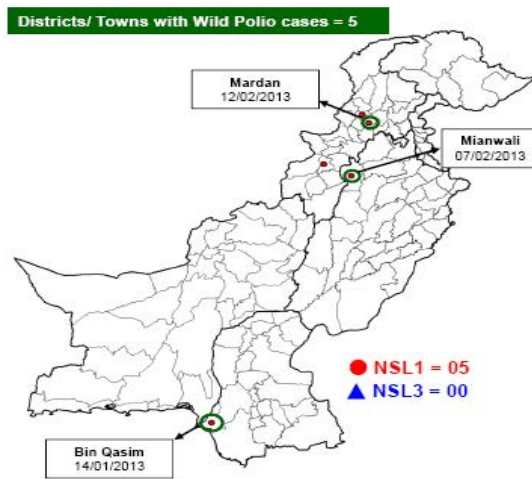 Districts/ Towns with Wild Polio cases = 5
Mardan
12/02/2013
Mianwali
07/02/2013
NSL1 = 05
NSL3 = 00
Bin Qasim
14/01/2013